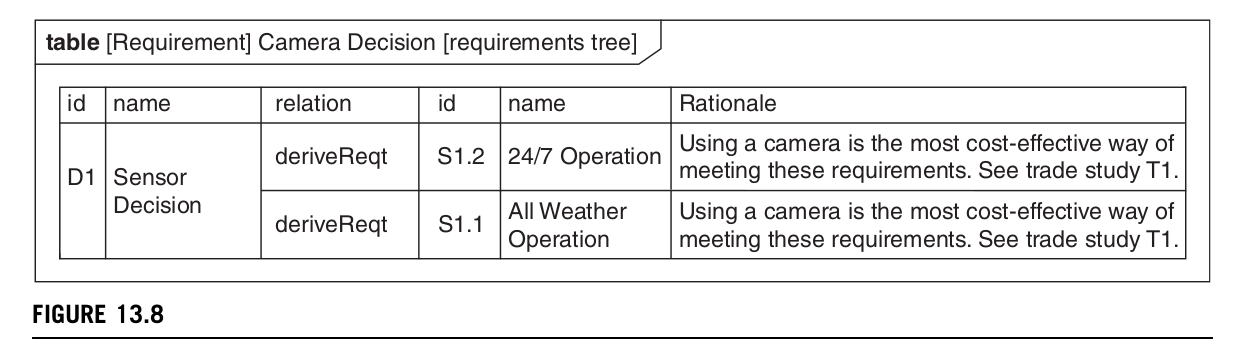 table [Requirement] Camera Decision [requirements tree]
id name relation id name Rationale
D1 Sensor Decision deriveReqt S1.2 24/7 Operation Using a camera is the most cost-effective way of
meeting these requirements. See trade study T1.
deriveReqt S1.1 All Weather Operation Using a camera is the most cost-effective way of
meeting these requirements. See trade study T1.
FIGURE 13.8